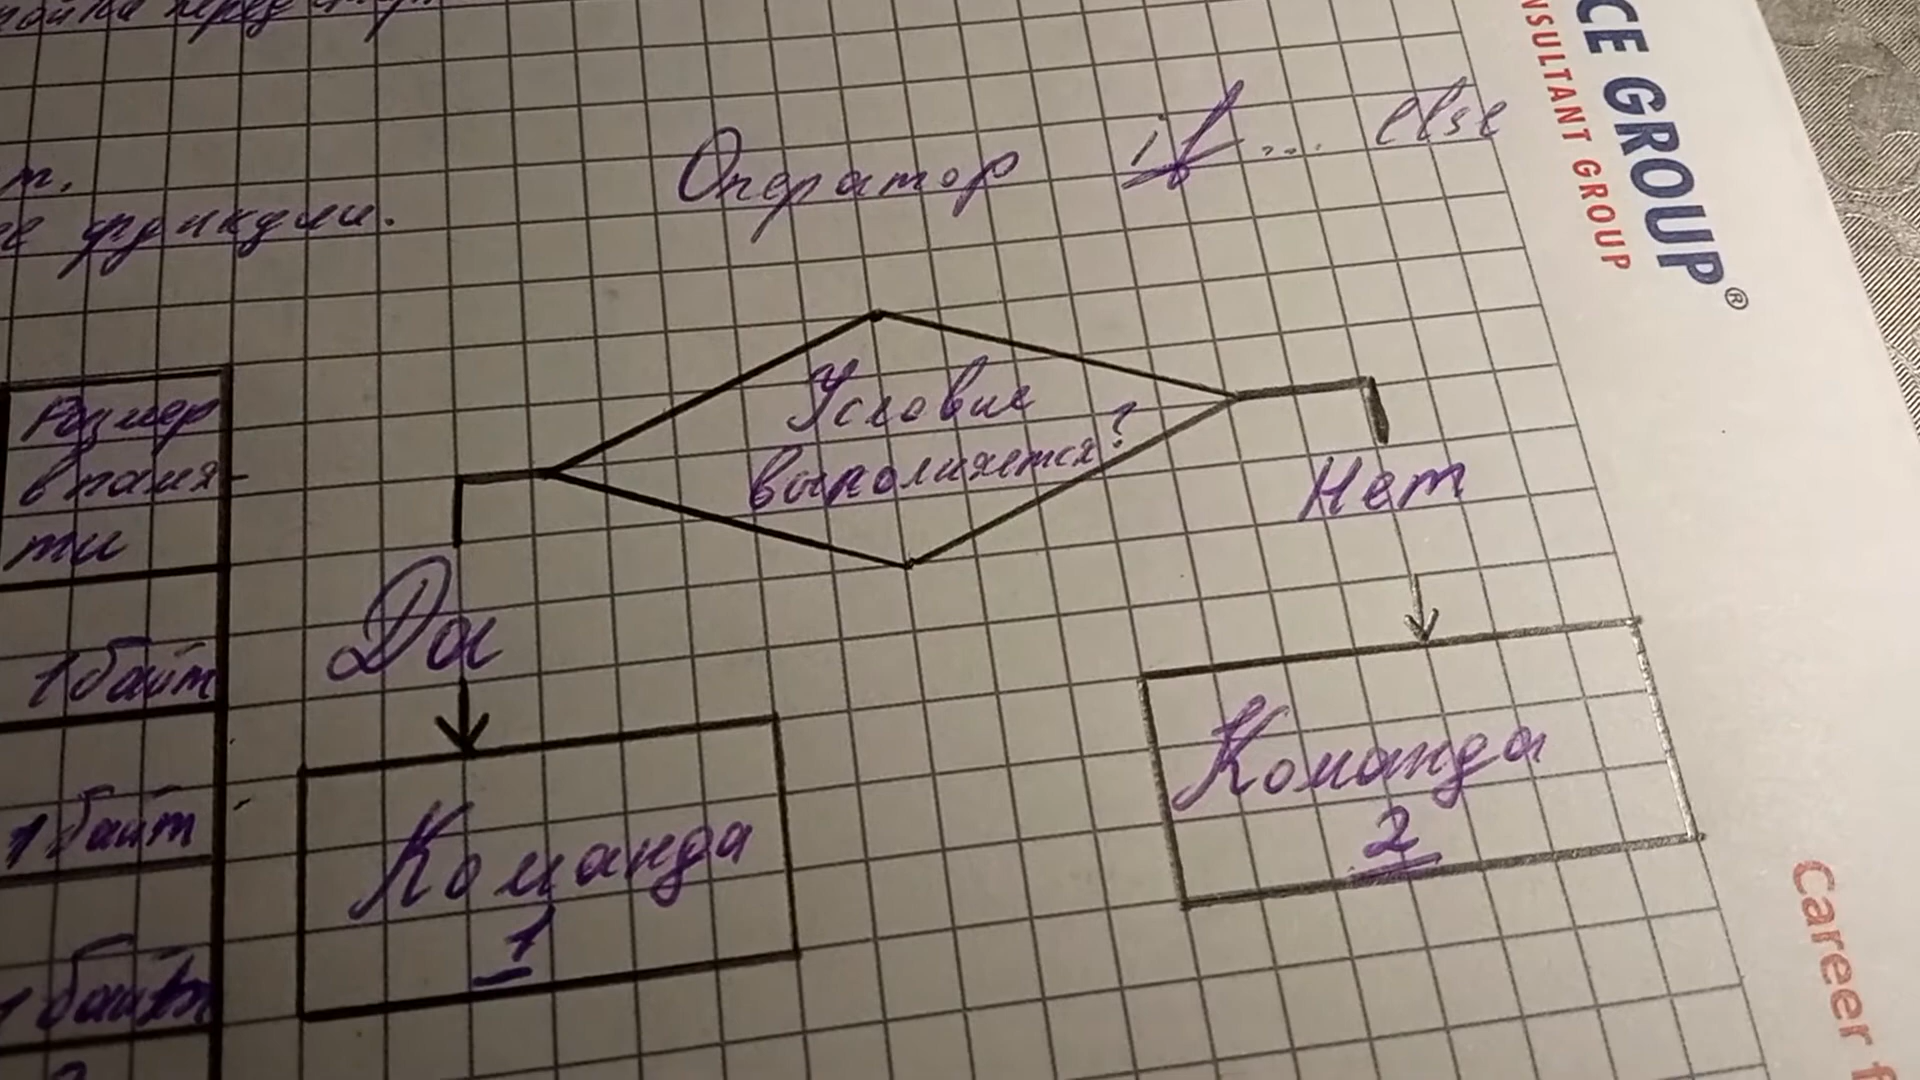 перед
т.
функции.
Оператор if ... else
Условие
выполняется?
Да
Нет
Команда
1
Команда
2
Размер
в памя-
ти
1 байт
1 байт
1 байт
CE GROUP®
NSULTANT GROUP
Career f